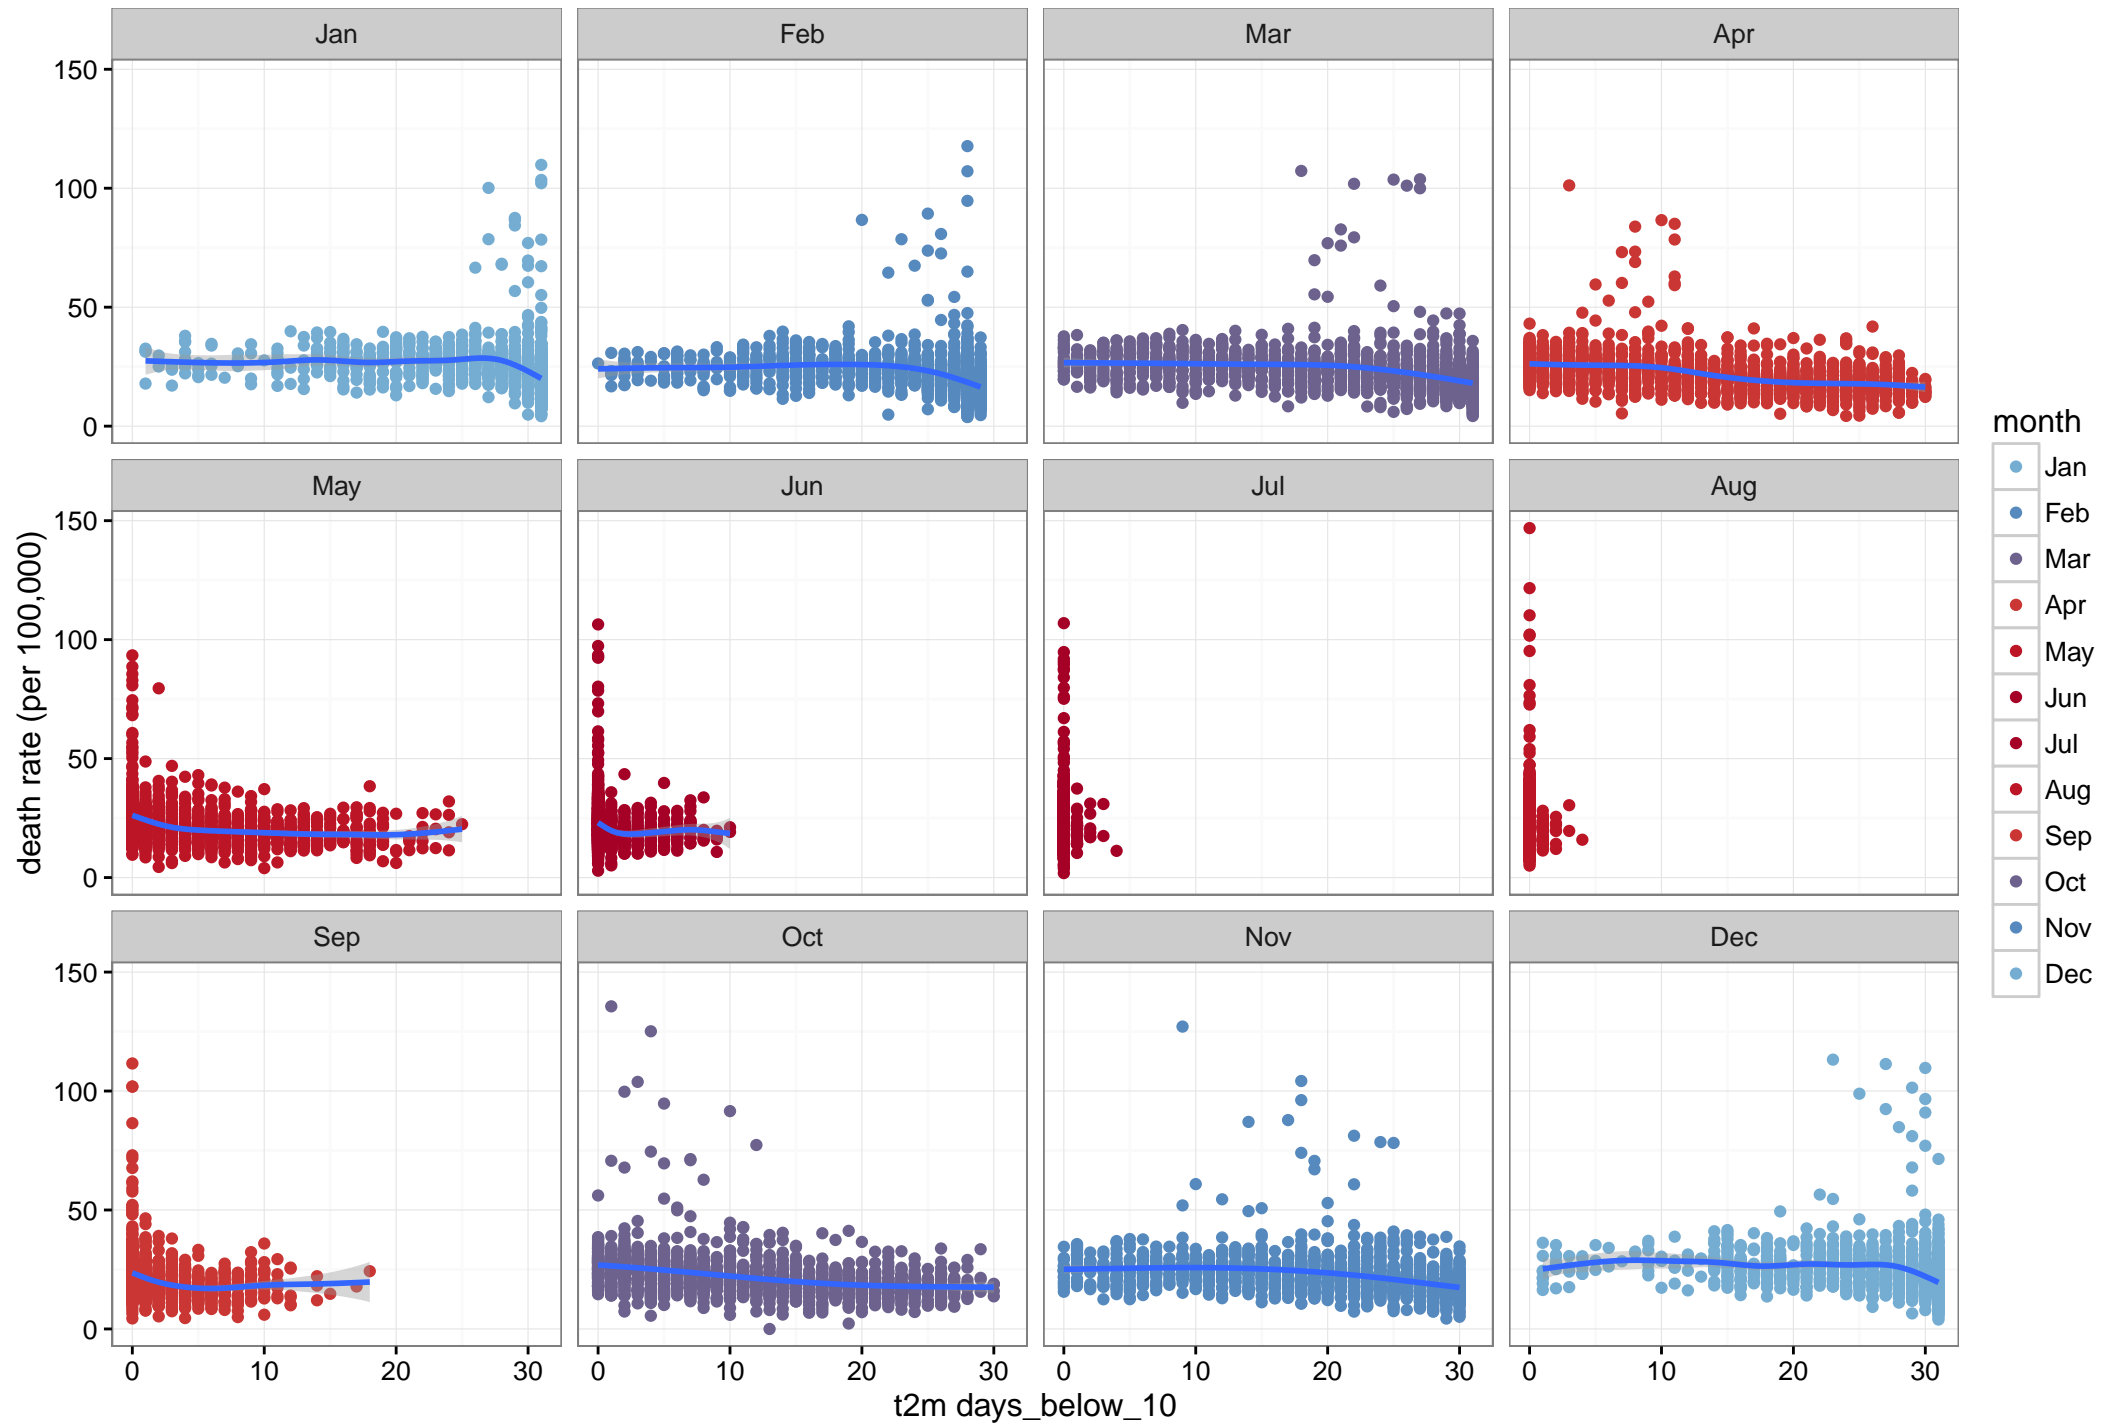 Jan Feb Mar Apr
150
100
50
0
May Jun Jul Aug
150
100
50
0
Sep Oct Nov Dec
150
100
50
0
0 10 20 30 0 10 20 30 0 10 20 30 0 10 20 30
t2m days_below_10
death rate (per 100,000)
month
Jan
Feb
Mar
Apr
May
Jun
Jul
Aug
Sep
Oct
Nov
Dec